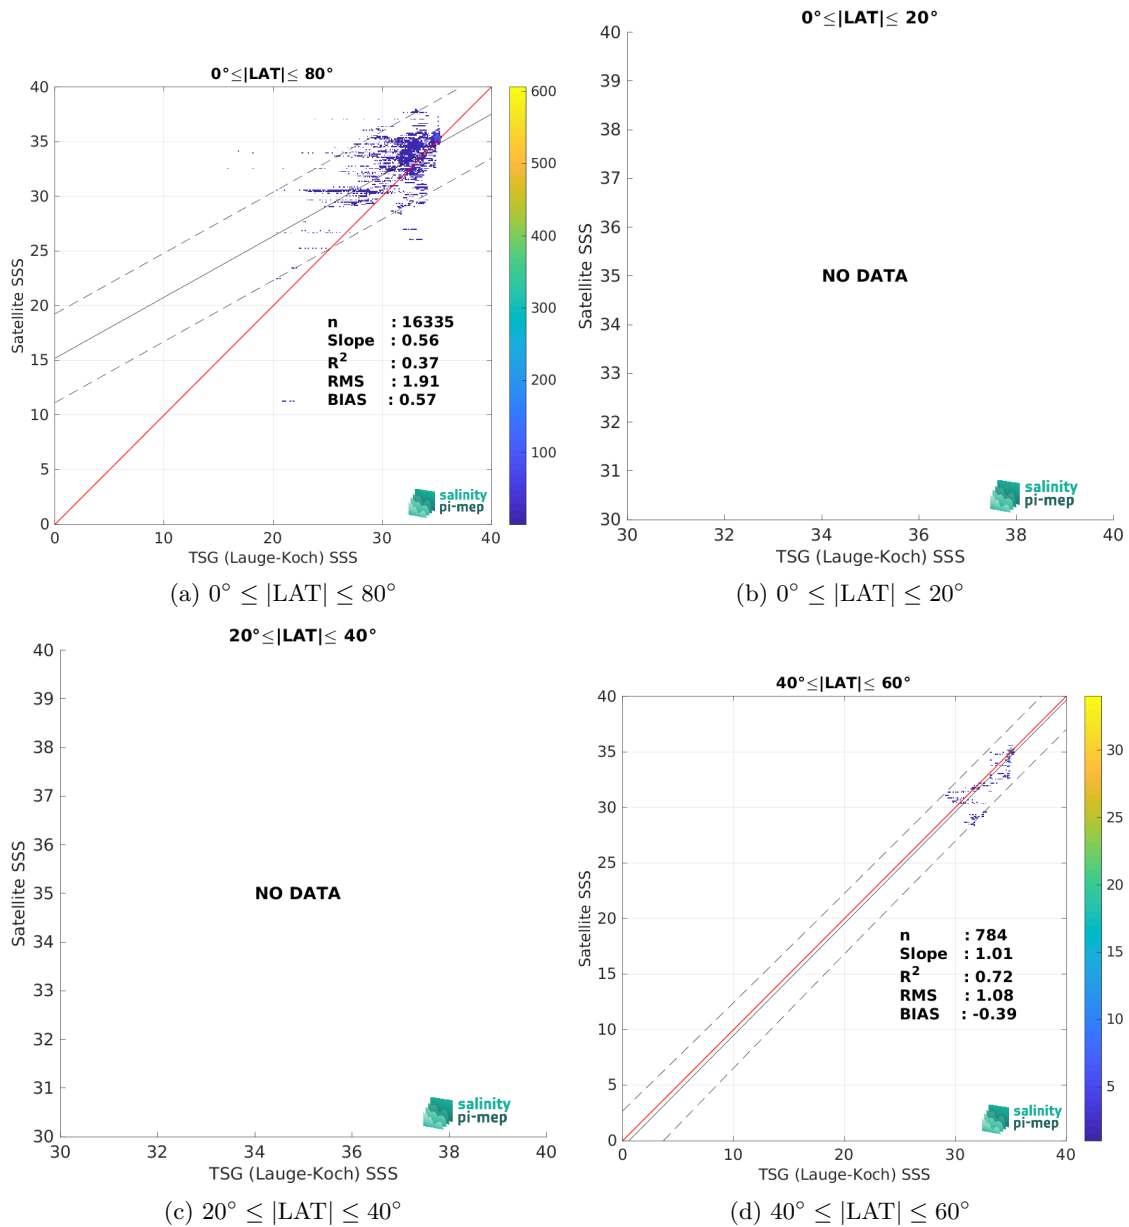 0°≤|LAT|≤ 80°
40
35
30
25
20
15
10
5
0
Satellite SSS
0
10
20
30
40
TSG (Lauge-Koch) SSS
600
500
400
300
200
100
n : 16335
Slope : 0.56
R² : 0.37
RMS : 1.91
BIAS : 0.57
salinity
pi-mep
(a) 0° ≤ |LAT| ≤ 80°
0°≤|LAT|≤ 20°
40
39
38
37
36
35
34
33
32
31
30
Satellite SSS
NO DATA
30
32
34
36
38
40
TSG (Lauge-Koch) SSS
salinity
pi-mep
(b) 0° ≤ |LAT| ≤ 20°
20°≤|LAT|≤ 40°
40
39
38
37
36
35
34
33
32
31
30
Satellite SSS
NO DATA
30
32
34
36
38
40
TSG (Lauge-Koch) SSS
salinity
pi-mep
(c) 20° ≤ |LAT| ≤ 40°
40°≤|LAT|≤ 60°
40
35
30
25
20
15
10
5
0
Satellite SSS
0
10
20
30
40
TSG (Lauge-Koch) SSS
30
25
20
15
10
5
n : 784
Slope : 1.01
R² : 0.72
RMS : 1.08
BIAS : -0.39
salinity
pi-mep
(d) 40° ≤ |LAT| ≤ 60°